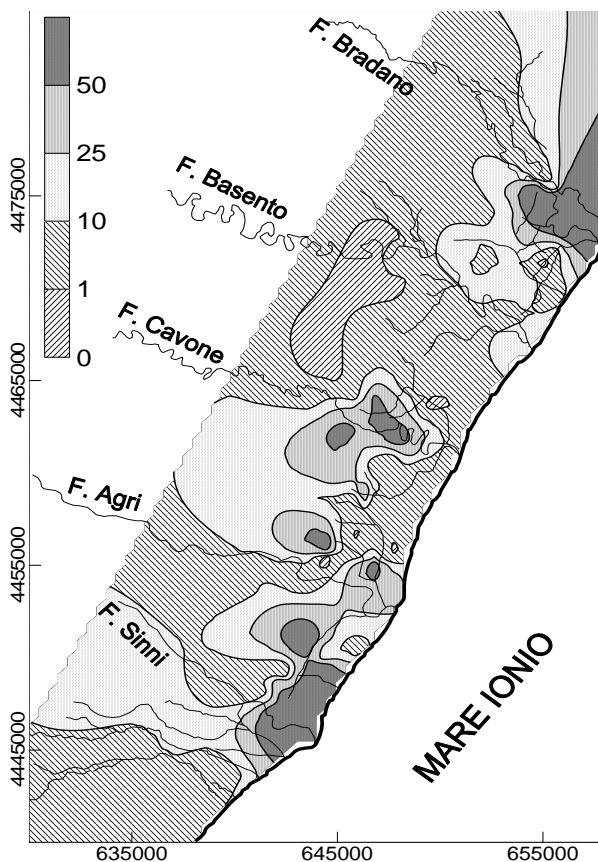 50
25
10
1
0
F. Bradano
F. Basento
F. Cavone
F. Agri
F. Sinni
MARE IONIO
4475000
4465000
4455000
4445000
635000
645000
655000